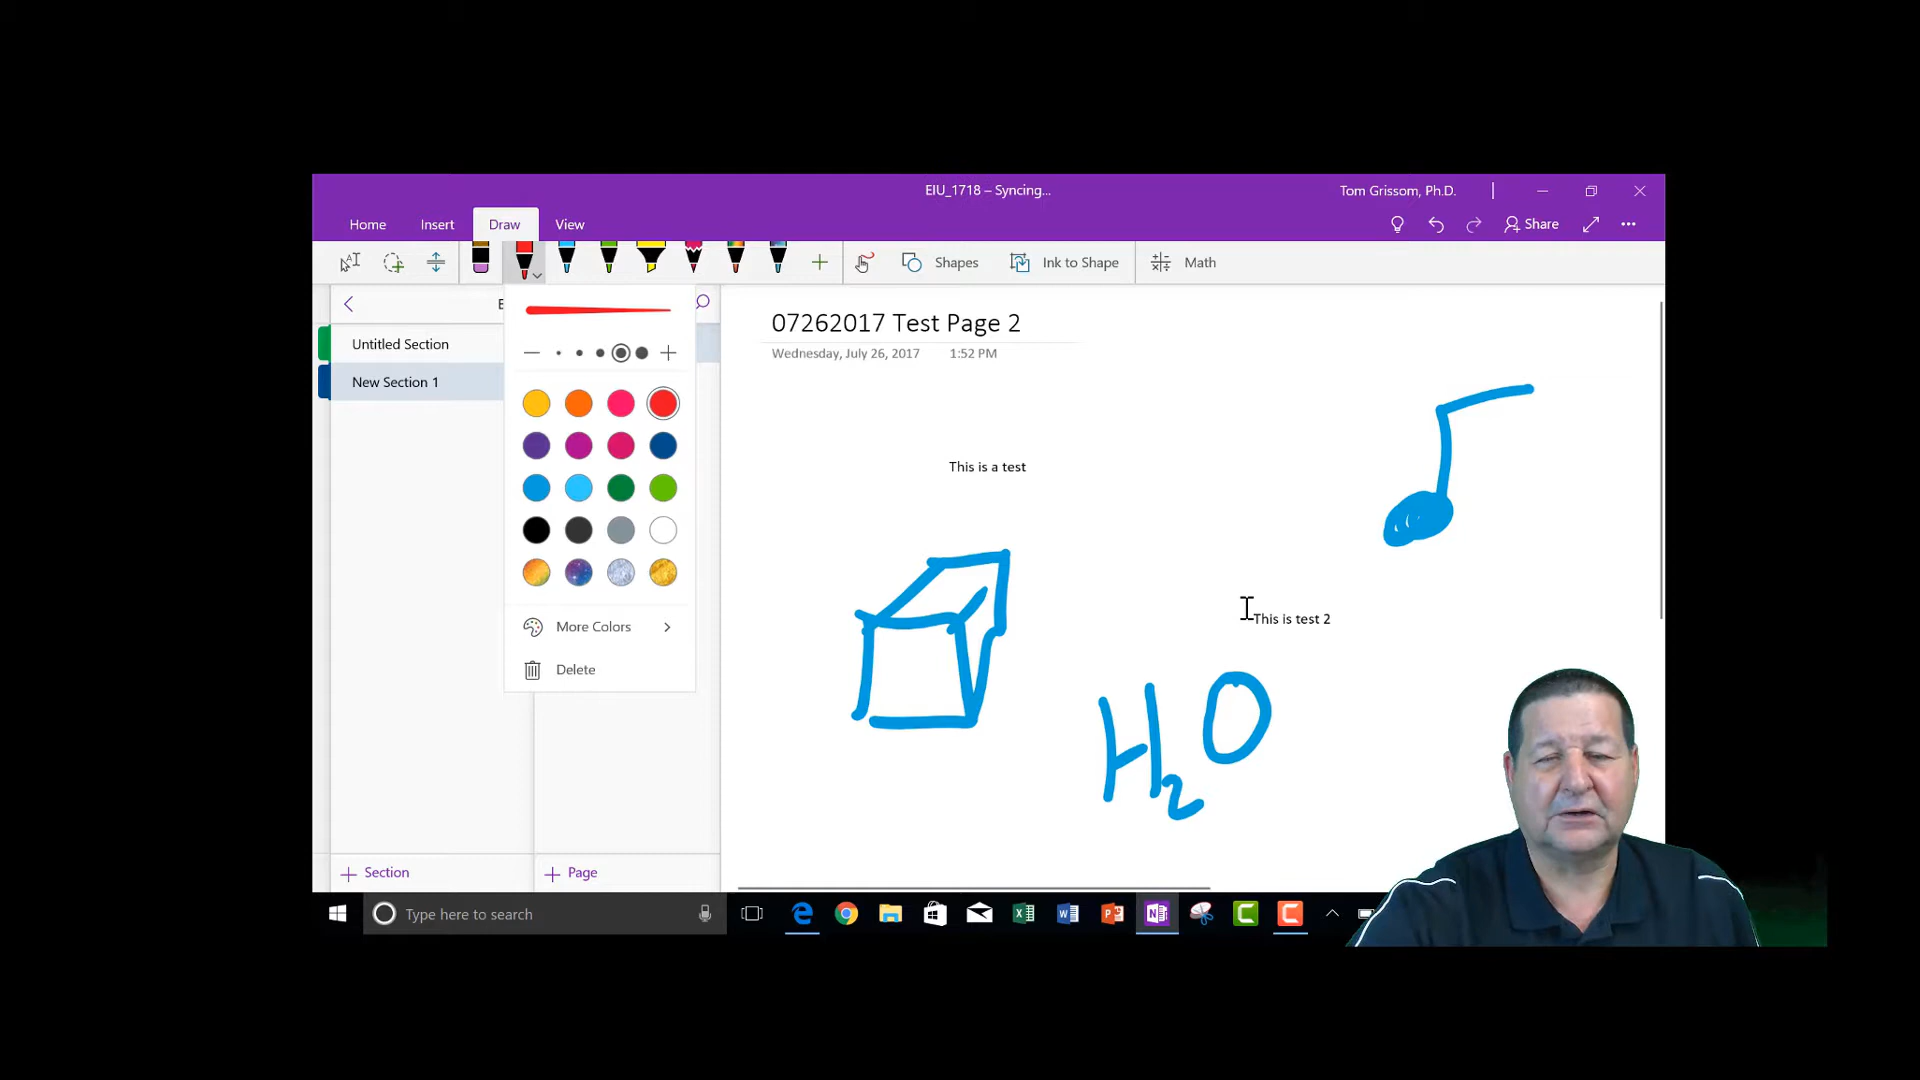 EIU_1718 – Syncing...
Tom Grissom, Ph.D.
Home
Insert
Draw
View
Share
Shapes
Ink to Shape
Math
E
Untitled Section
New Section 1
More Colors
Delete
07262017 Test Page 2
Wednesday, July 26, 2017 1:52 PM
This is a test
This is test 2
H2O
Section
Page
Type here to search